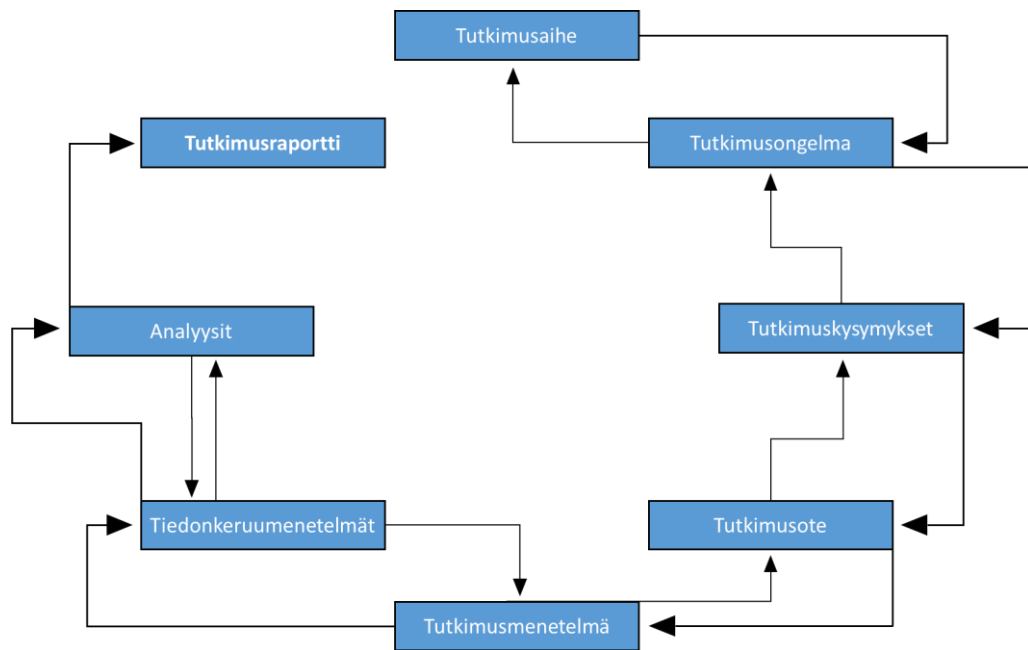 Tutkimusaihe
Tutkimusraportti
Tutkimusongelma
Analyysit
Tutkimuskysymykset
Tiedonkeruumenetelmät
Tutkimusote
Tutkimusmenetelmä